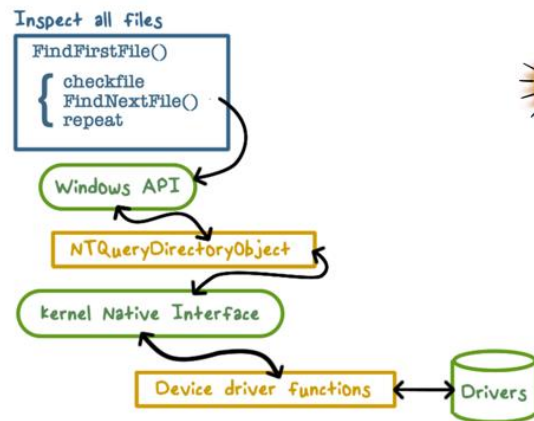 Inspect all files
FindFirstFile()
{ checkfile
FindNextFile()
repeat
Windows API
NTQueryDirectoryObject
Kernel Native Interface
Device driver functions
Drivers